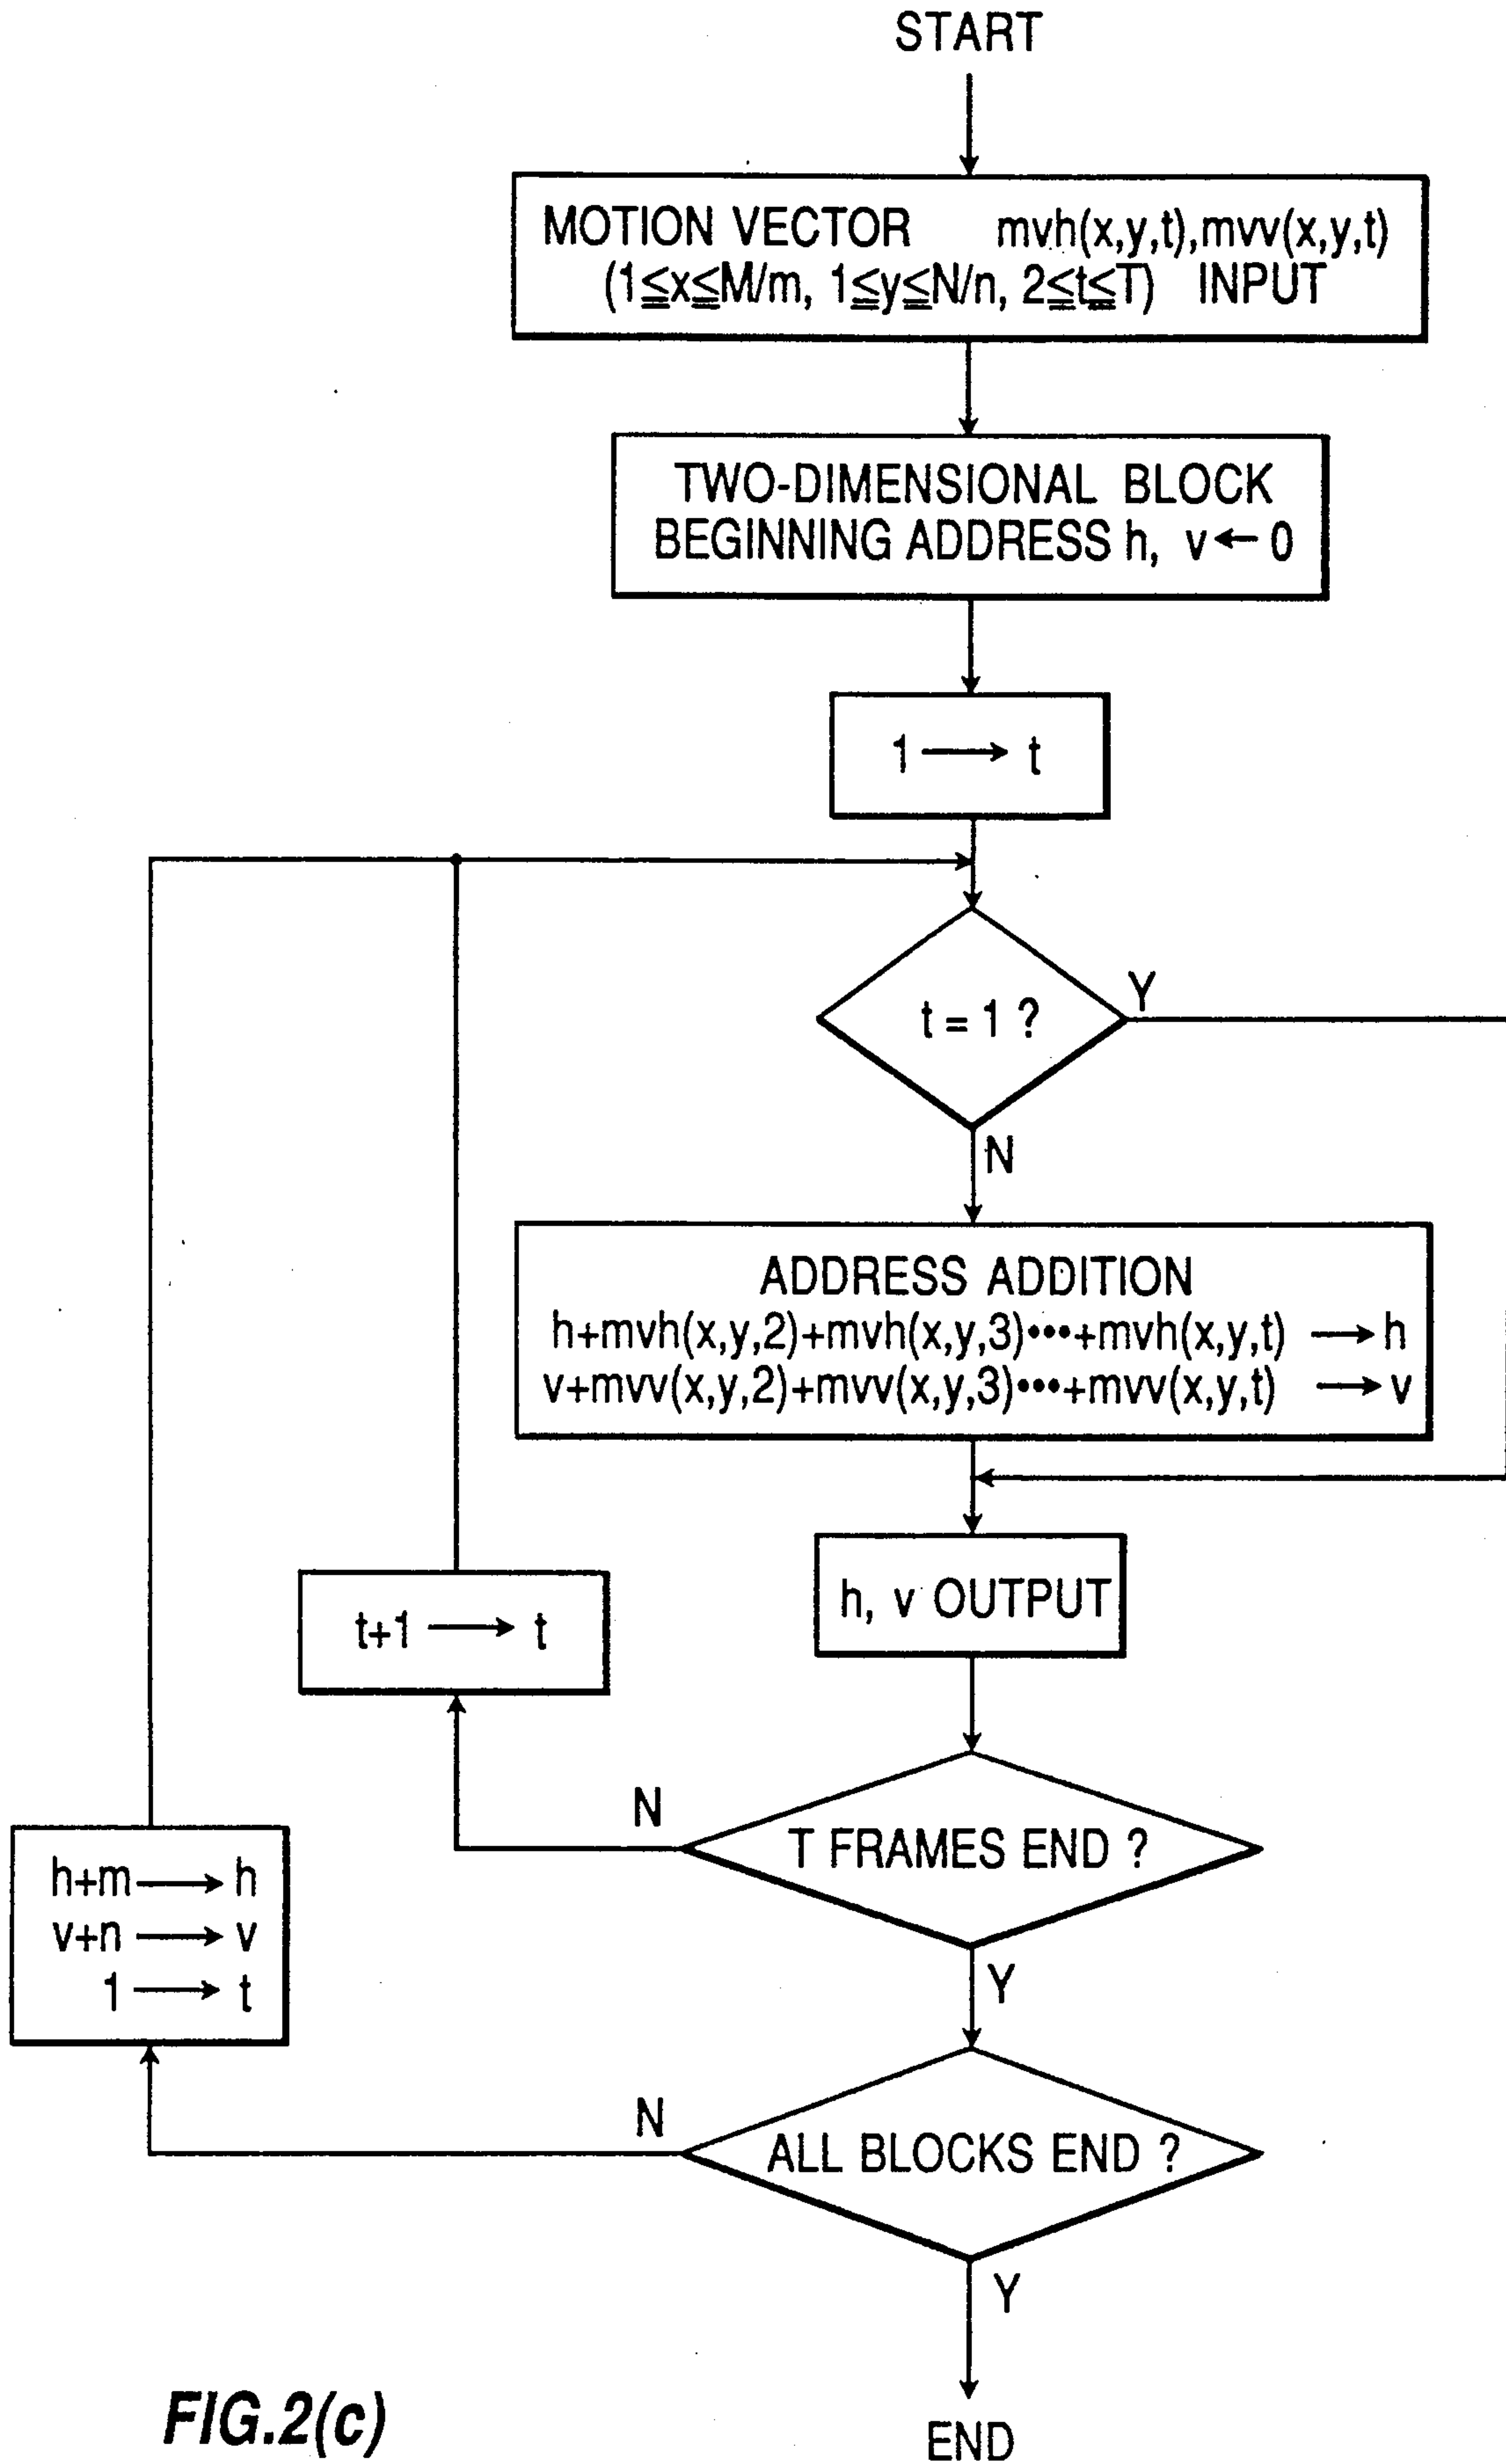 START
MOTION VECTOR mvh(x,y,t),mvv(x,y,t)
(1≦x≦M/m, 1≦y≦N/n, 2≦t≦T) INPUT
TWO-DIMENSIONAL BLOCK
BEGINNING ADDRESS h, v ← 0
1 → t
t = 1 ?
Y
N
ADDRESS ADDITION
h+mvh(x,y,2)+mvh(x,y,3)•••+mvh(x,y,t) → h
v+mvv(x,y,2)+mvv(x,y,3)•••+mvv(x,y,t) → v
h, v OUTPUT
t+1 → t
T FRAMES END ?
N
Y
h+m → h
v+n → v
1 → t
ALL BLOCKS END ?
N
Y
END
FIG.2(c)